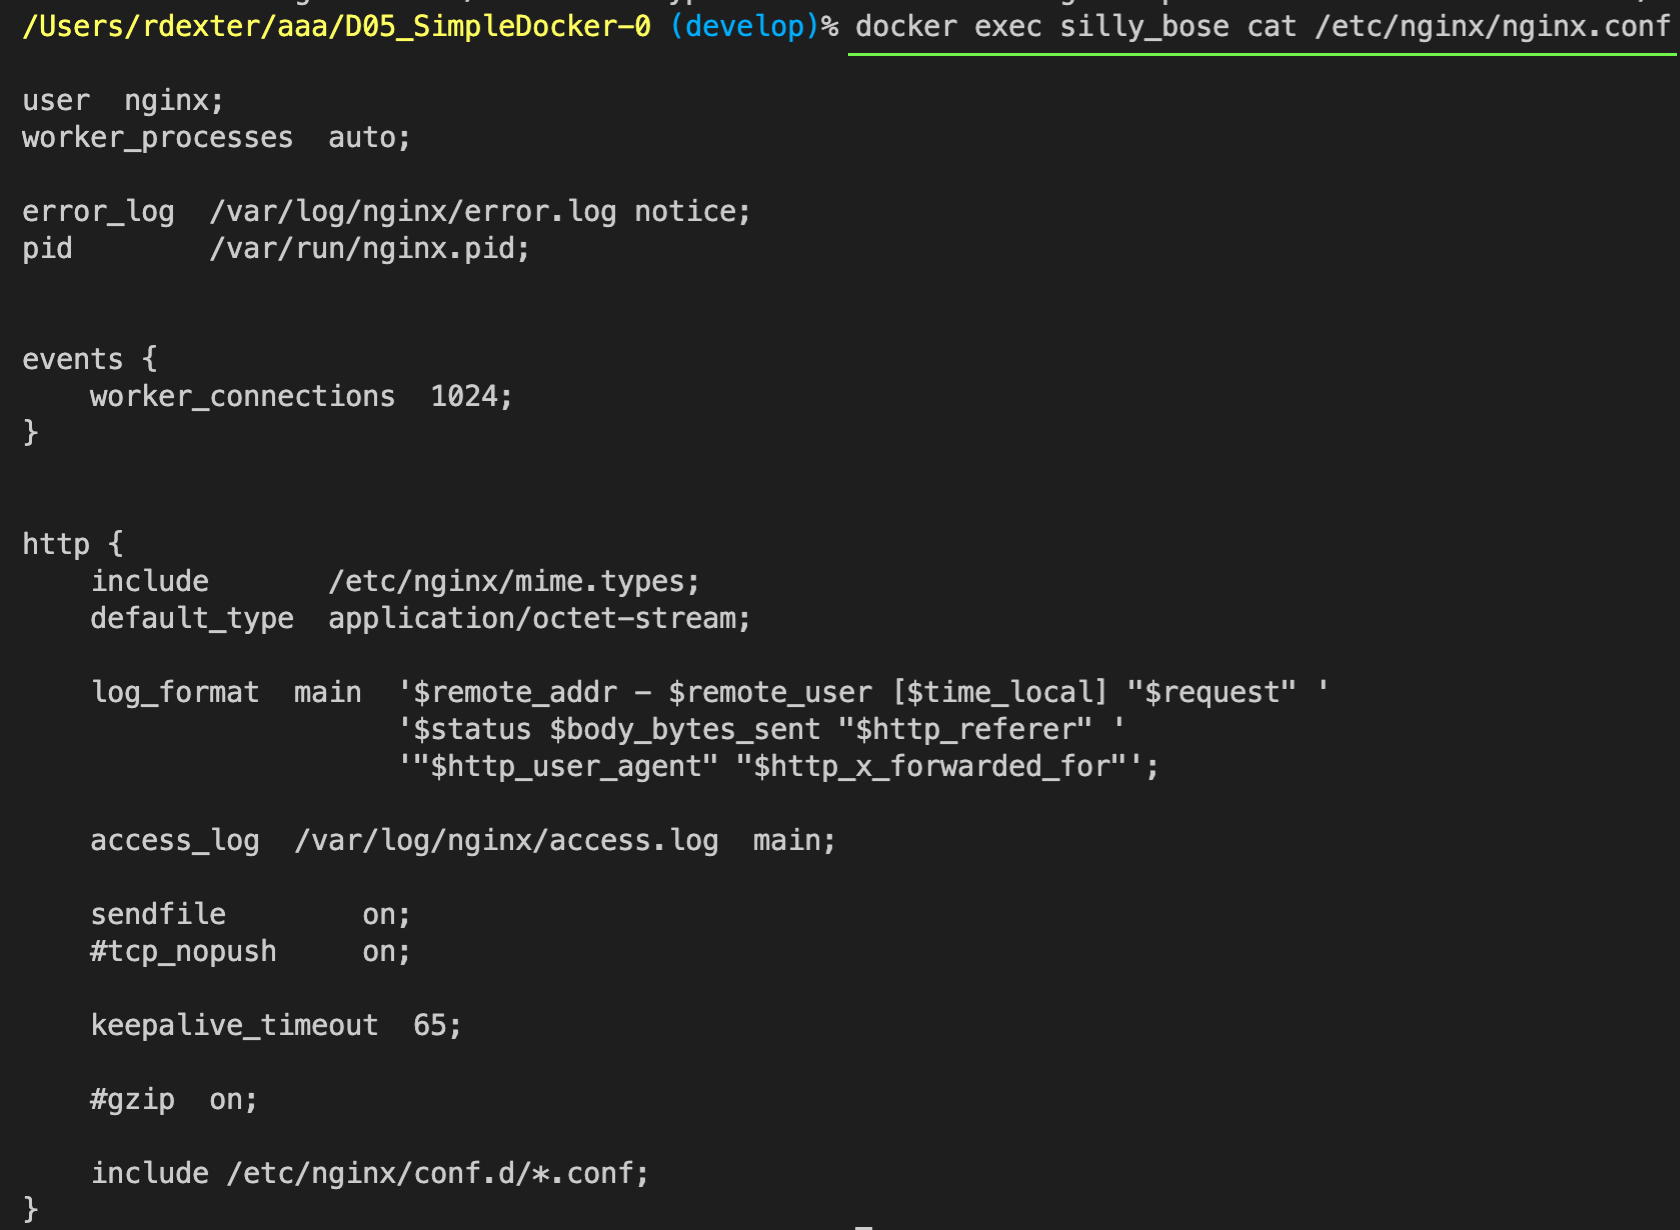 /Users/rdexter/aaa/D05_SimpleDocker-0 (develop)% docker exec silly_bose cat /etc/nginx/nginx.conf
user  nginx;
worker_processes  auto;
error_log  /var/log/nginx/error.log notice;
pid        /var/run/nginx.pid;
events {
    worker_connections  1024;
}
http {
    include       /etc/nginx/mime.types;
    default_type  application/octet-stream;
    log_format  main  '$remote_addr - $remote_user [$time_local] "$request" '
                      '$status $body_bytes_sent "$http_referer" '
                      '"$http_user_agent" "$http_x_forwarded_for"';
    access_log  /var/log/nginx/access.log  main;
    sendfile        on;
    #tcp_nopush     on;
    keepalive_timeout  65;
    #gzip  on;
    include /etc/nginx/conf.d/*.conf;
}